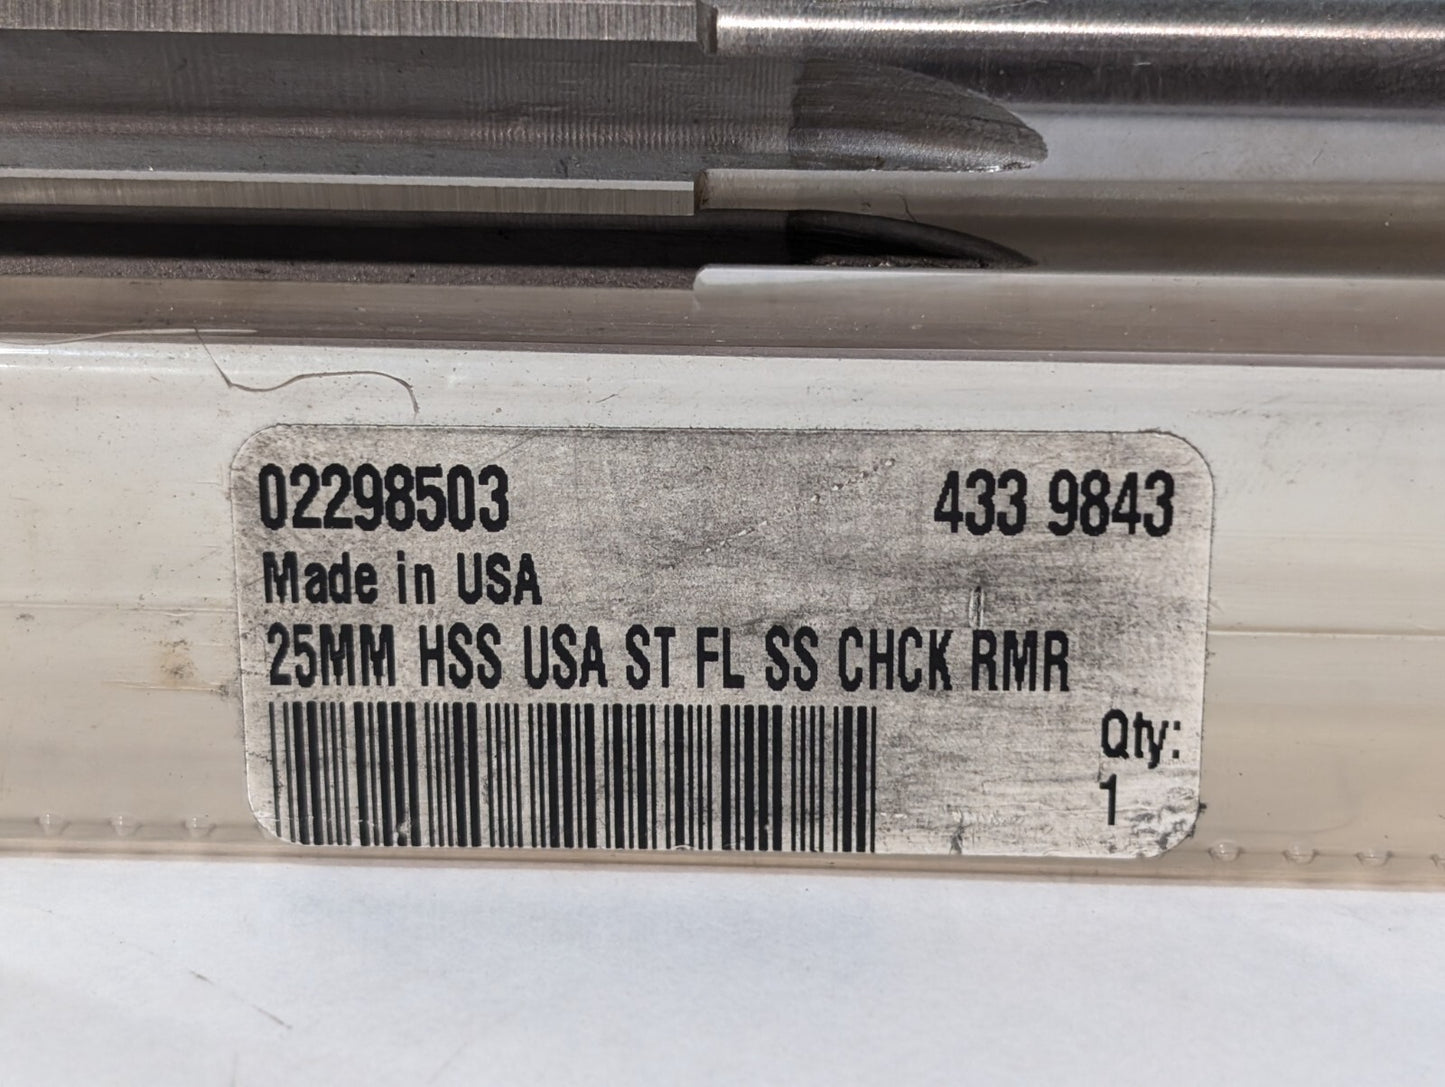 02298503 433 9843
Made in USA
25MM HSS USA ST FL SS CHCK RMR
Qty:
1